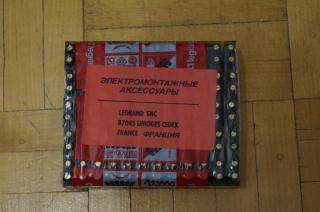 ЭЛЕКТРОМОНТАЖНЫЕ
АКСЕССУАРЫ
LEGRAND SNC
87045 LIMOGES CEDEX
FRANCE ФРАНЦИЯ